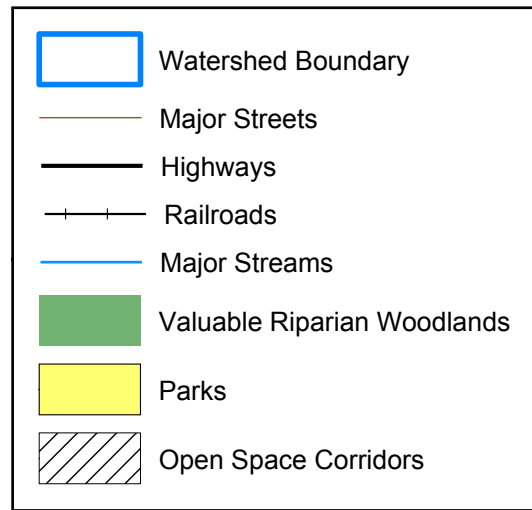 Watershed Boundary
Major Streets
Highways
Railroads
Major Streams
Valuable Riparian Woodlands
Parks
Open Space Corridors